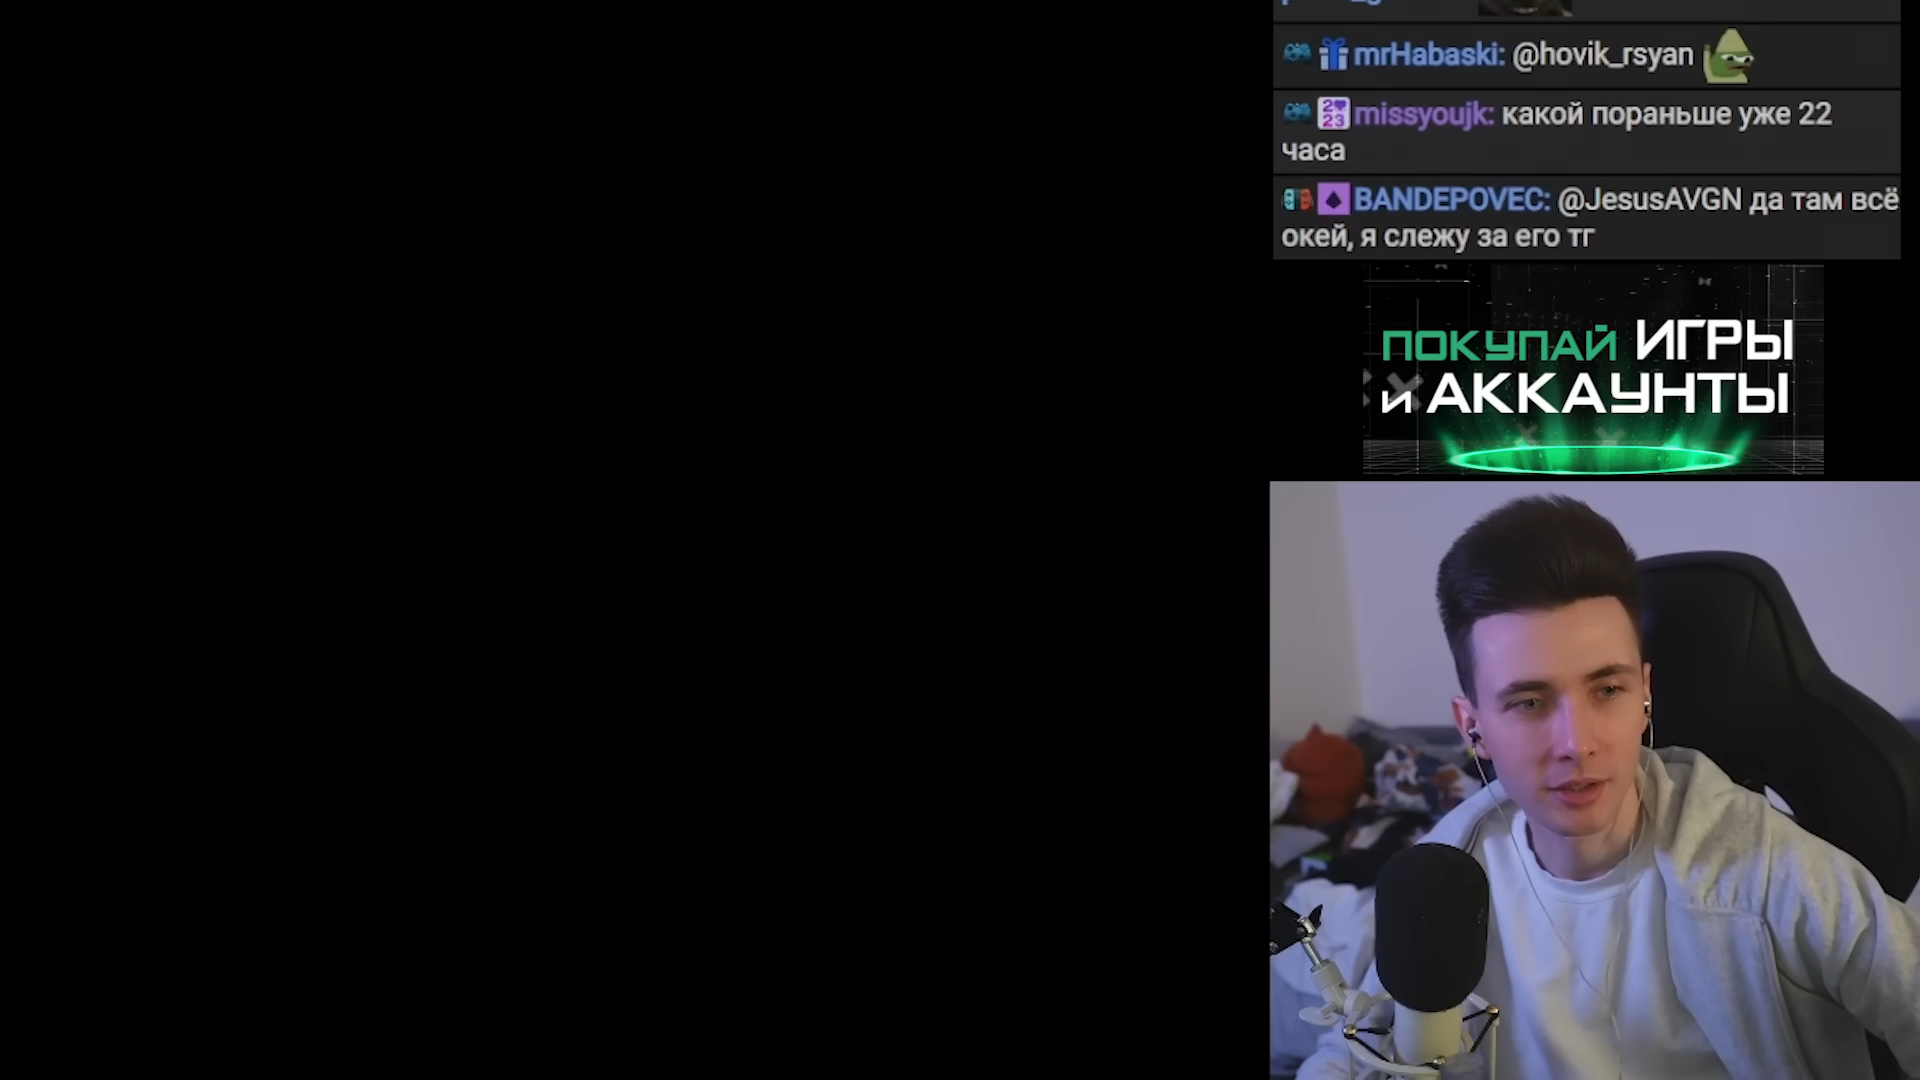 mrHabaski: @hovik_rsyan
missyoujk: какой пораньше уже 22
часа
BANDEPOVEC: @JesusAVGN да там всё
окей, я слежу за его тг
ПОКУПАЙ ИГРЫ
и АККАУНТЫ